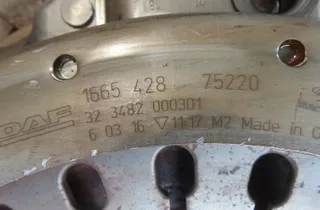 DAF
1665 428 75220
32 3482 000301
6 03 16 ▽ 11:17 M2 Made in